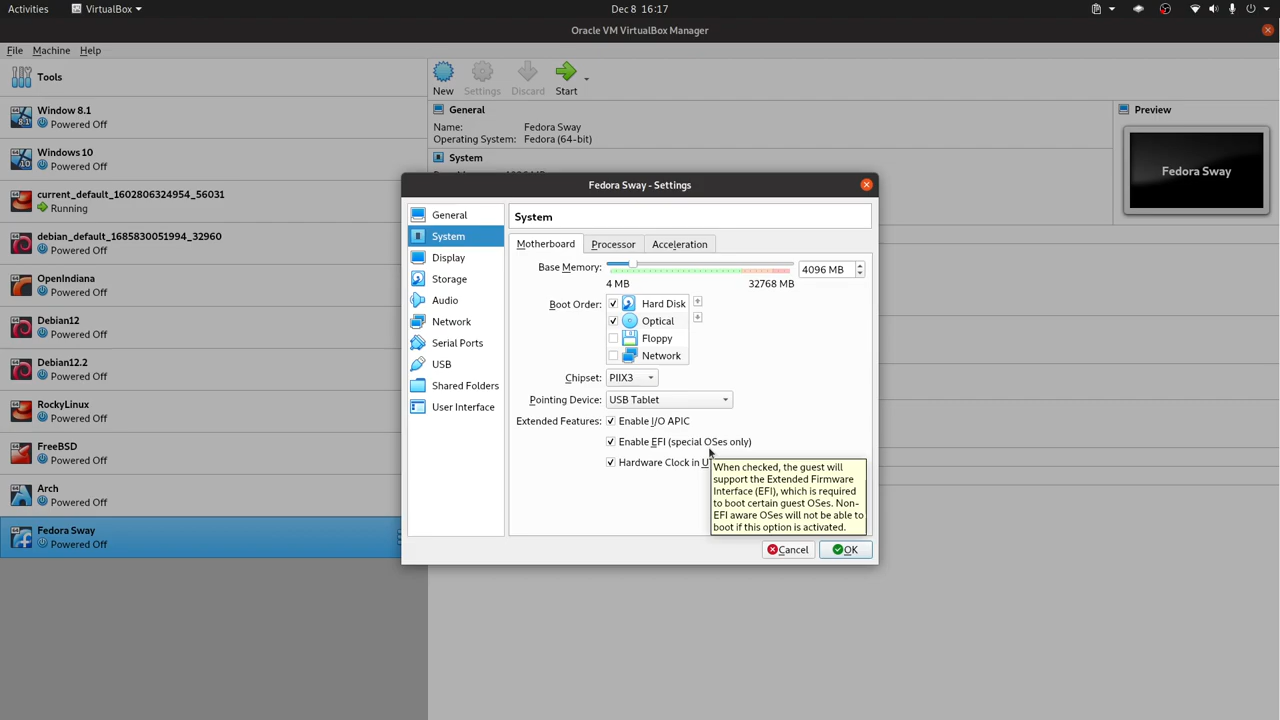 Activities
VirtualBox
Dec 8 16:17
Oracle VM VirtualBox Manager
File Machine Help
Tools
New Settings Discard Start
Window 8.1
Powered Off
Windows 10
Powered Off
current_default_1602806324954_56031
Running
debian_default_1685830051994_32960
Powered Off
OpenIndiana
Powered Off
Debian12
Powered Off
Debian12.2
Powered Off
RockyLinux
Powered Off
FreeBSD
Powered Off
Arch
Powered Off
Fedora Sway
Powered Off
General
Name: Fedora Sway
Operating System: Fedora (64-bit)
System
Preview
Fedora Sway
Fedora Sway - Settings
General
System
Display
Storage
Audio
Network
Serial Ports
USB
Shared Folders
User Interface
System
Motherboard Processor Acceleration
Base Memory: 4096 MB
4 MB 32768 MB
Boot Order: Hard Disk
Optical
Floppy
Network
Chipset: PIIX3
Pointing Device: USB Tablet
Extended Features: Enable I/O APIC
Enable EFI (special OSes only)
Hardware Clock in
When checked, the guest will
support the Extended Firmware
Interface (EFI), which is required
to boot certain guest OSes. Non-
EFI aware OSes will not be able to
boot if this option is activated.
Cancel OK